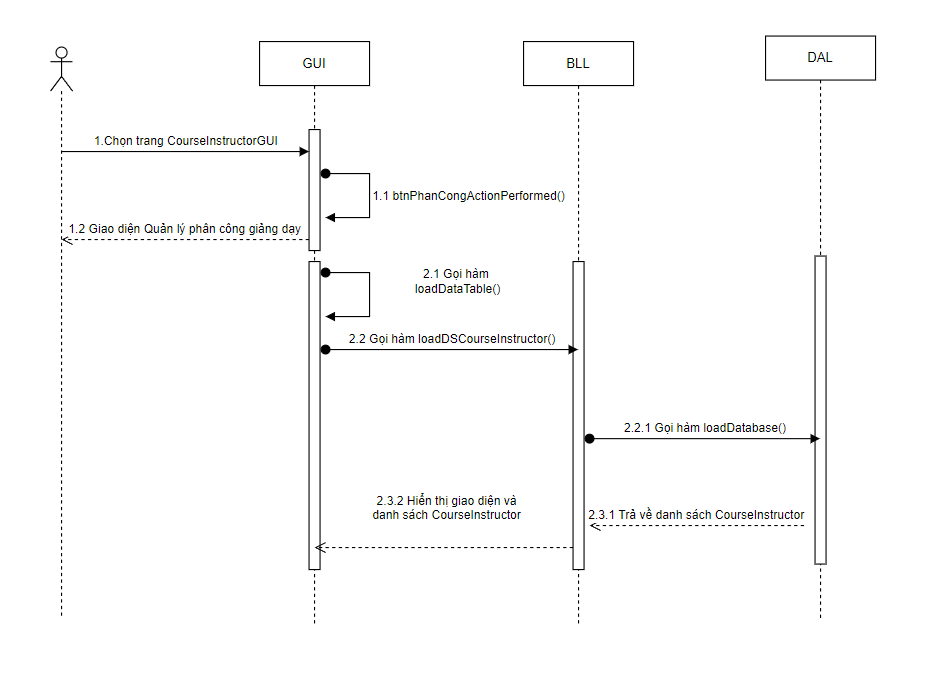 GUI
BLL
DAL
1.Chọn trang CourseInstructorGUI
1.1 btnPhanCongActionPerformed()
1.2 Giao diện Quản lý phân công giảng dạy
2.1 Gọi hàm
loadDataTable()
2.2 Gọi hàm loadDSCourseInstructor()
2.2.1 Gọi hàm loadDatabase()
2.3.2 Hiển thị giao diện và
danh sách CourseInstructor
2.3.1 Trả về danh sách CourseInstructor